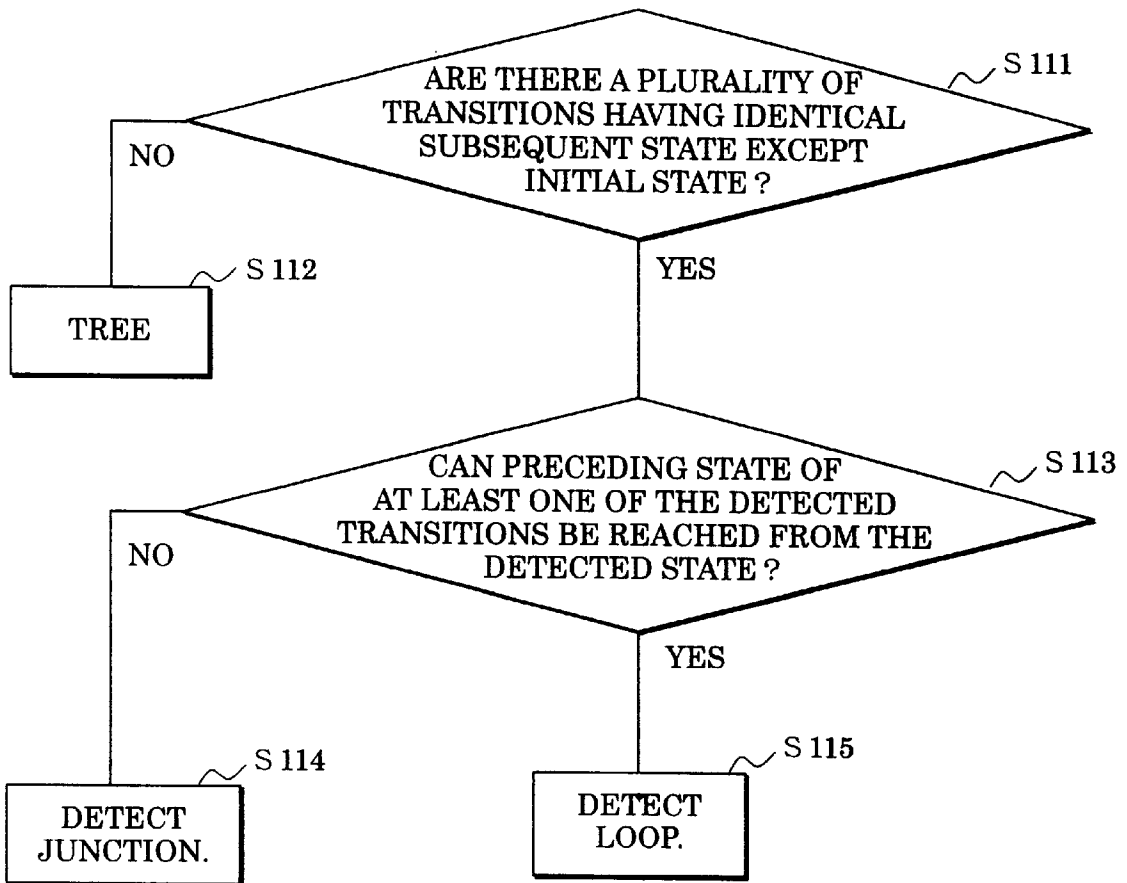 ARE THERE A PLURALITY OF
TRANSITIONS HAVING IDENTICAL
SUBSEQUENT STATE EXCEPT
INITIAL STATE ?
S 111
NO
YES
S 112
TREE
CAN PRECEDING STATE OF
AT LEAST ONE OF THE DETECTED
TRANSITIONS BE REACHED FROM THE
DETECTED STATE ?
S 113
NO
YES
S 114
DETECT
JUNCTION.
S 115
DETECT
LOOP.